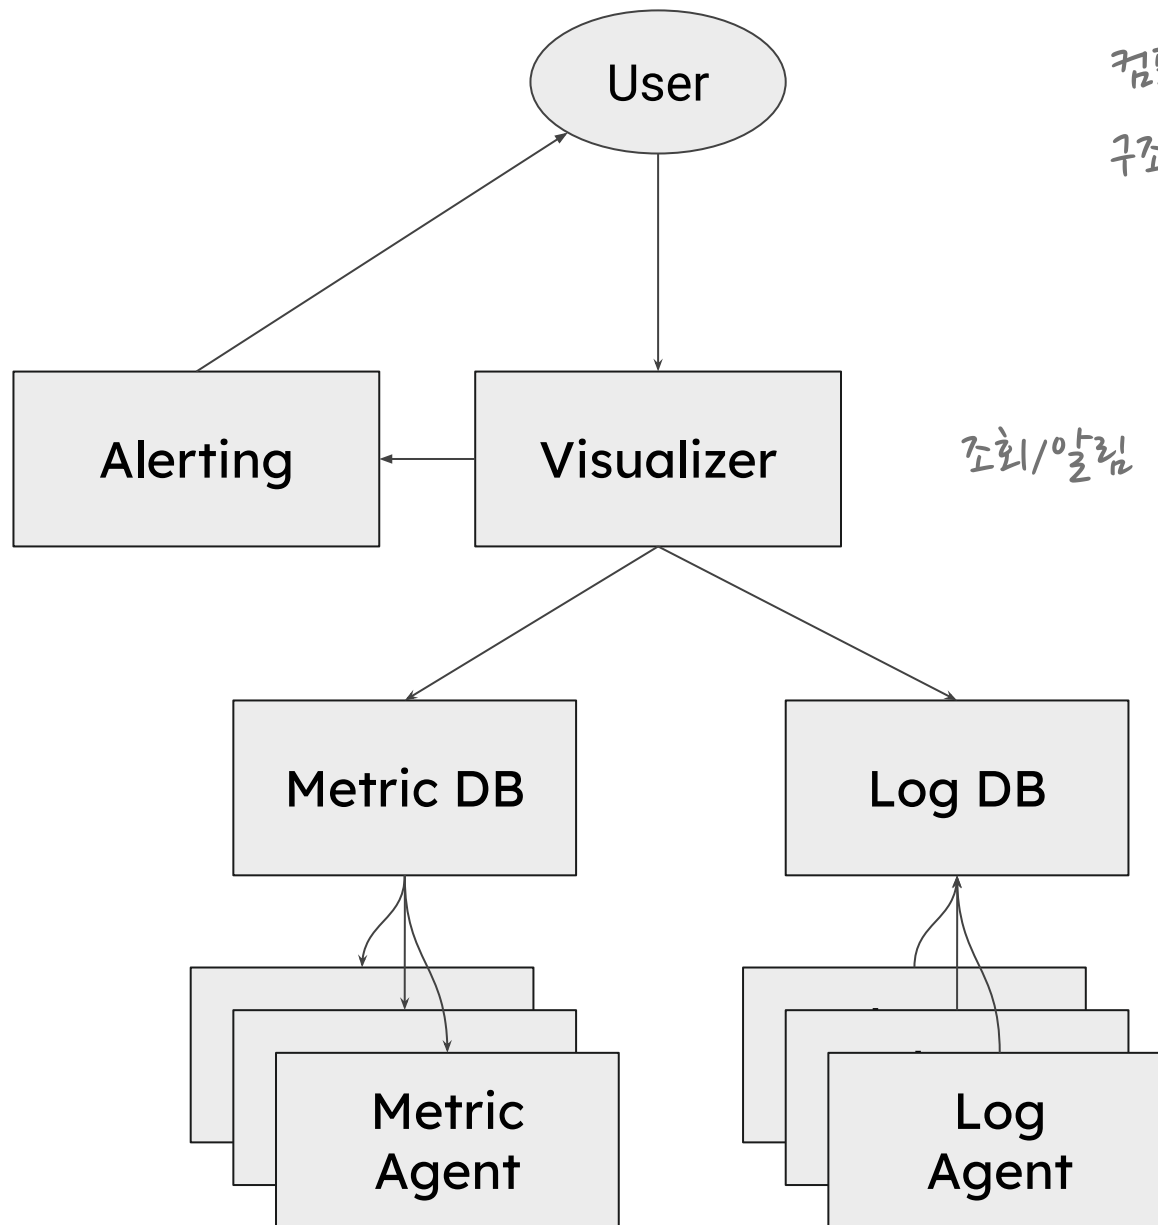 User
Alerting
Visualizer
조회/알림
Metric DB
Log DB
Metric
Agent
Log
Agent